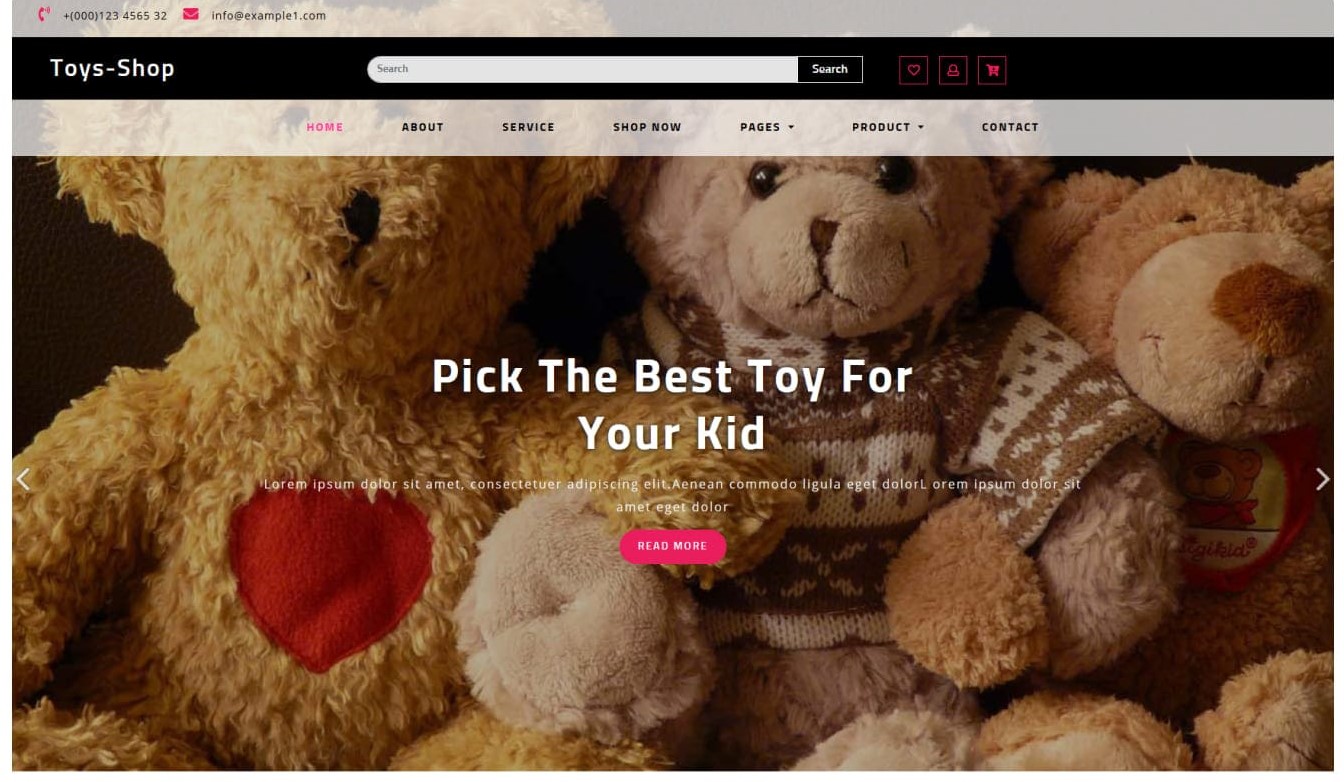 +(000)123 4565 32 info@example1.com
Toys-Shop Search Search
HOME ABOUT SERVICE SHOP NOW PAGES PRODUCT CONTACT
Pick The Best Toy For
Your Kid
Lorem ipsum dolor sit amet, consectetuer adipiscing elit.Aenean commodo ligula eget dolorL orem ipsum dolor sit
amet eget dolor
READ MORE